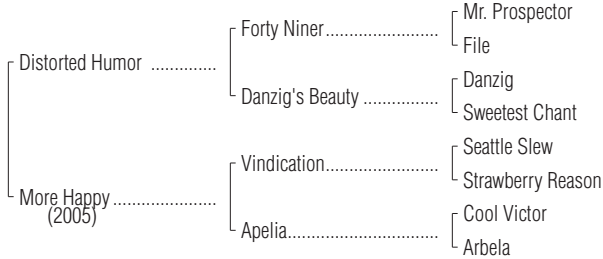 Mr. Prospector
Forty Niner..........................
File
Distorted Humor ...............
Danzig
Danzig's Beauty .................
Sweetest Chant
Seattle Slew
Vindication..........................
Strawberry Reason
More Happy .......................
(2005)
Cool Victor
Apelia..................................
Arbela